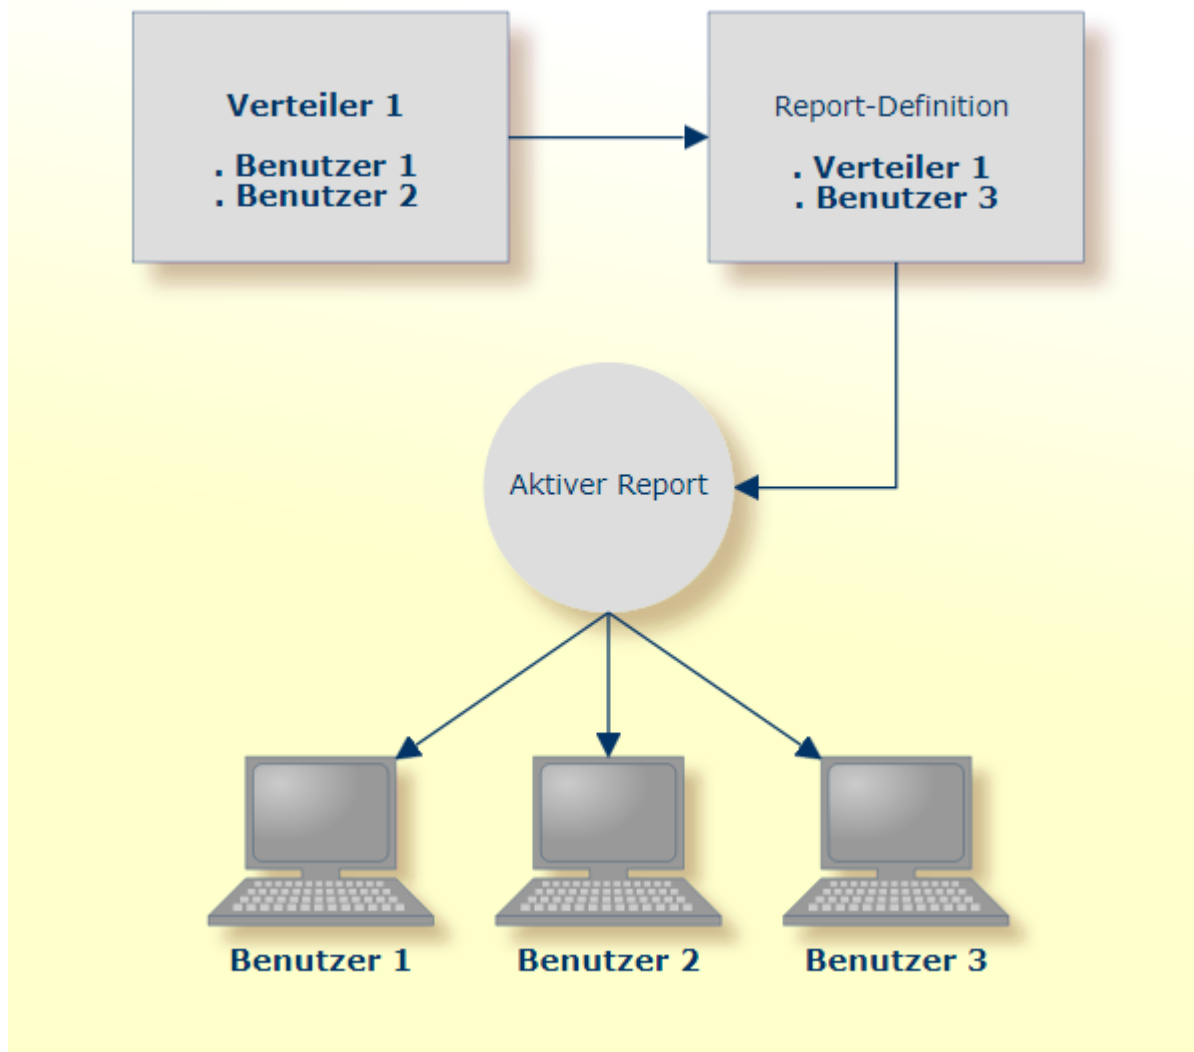 Verteiler 1
. Benutzer 1
. Benutzer 2
Report-Definition
. Verteiler 1
. Benutzer 3
Aktiver Report
Benutzer 1
Benutzer 2
Benutzer 3